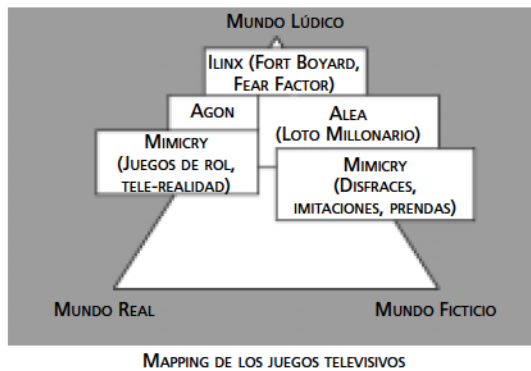 Mundo Lúdico
Ilinx (Fort Boyard,
Fear Factor)
Agon
Alea
(Loto Millonario)
Mimicry
(Juegos de rol,
tele-realidad)
Mimicry
(Disfraces,
imitaciones, prendas)
Mundo Real
Mundo Ficticio
Mapping de los juegos televisivos